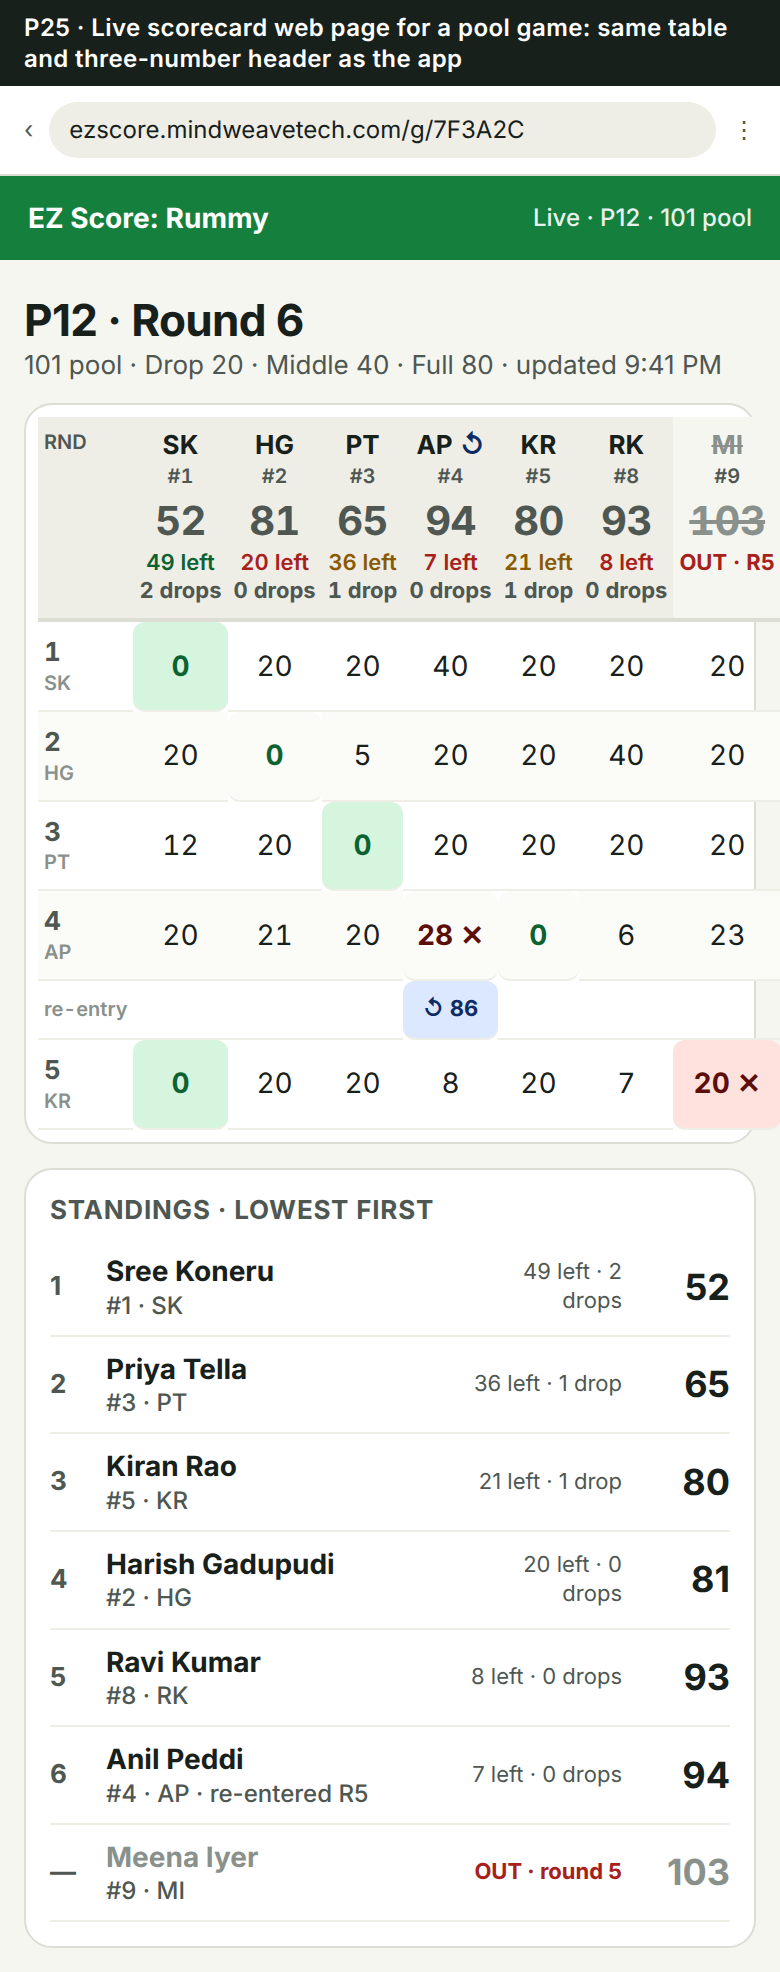 P25 · Live scorecard web page for a pool game: same table
and three-number header as the app
‹ ezscore.mindweavetech.com/g/7F3A2C ⋮
EZ Score: Rummy Live · P12 · 101 pool
P12 · Round 6
101 pool · Drop 20 · Middle 40 · Full 80 · updated 9:41 PM
RND SK HG PT AP ↺ KR RK MI
#1 #2 #3 #4 #5 #8 #9
52 81 65 94 80 93 103
49 left 20 left 36 left 7 left 21 left 8 left OUT · R5
2 drops 0 drops 1 drop 0 drops 1 drop 0 drops
1 0 20 20 40 20 20 20
SK
2 20 0 5 20 20 40 20
HG
3 12 20 0 20 20 20 20
PT
4 20 21 20 28 ✕ 0 6 23
AP
re-entry ↺ 86
5 0 20 20 8 20 7 20 ✕
KR
STANDINGS · LOWEST FIRST
1 Sree Koneru 49 left · 2 drops 52
#1 · SK
2 Priya Tella 36 left · 1 drop 65
#3 · PT
3 Kiran Rao 21 left · 1 drop 80
#5 · KR
4 Harish Gadupudi 20 left · 0 drops 81
#2 · HG
5 Ravi Kumar 8 left · 0 drops 93
#8 · RK
6 Anil Peddi 7 left · 0 drops 94
#4 · AP · re-entered R5
— Meena Iyer OUT · round 5 103
#9 · MI